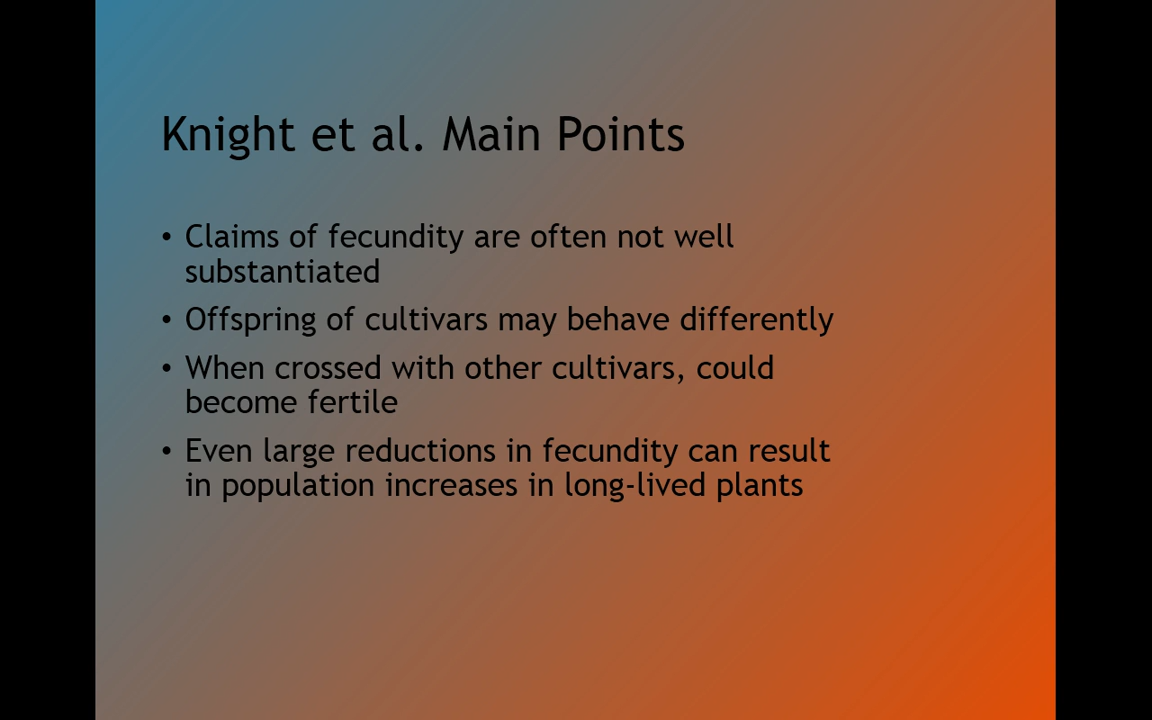 Knight et al. Main Points
• Claims of fecundity are often not well
substantiated
• Offspring of cultivars may behave differently
• When crossed with other cultivars, could
become fertile
• Even large reductions in fecundity can result
in population increases in long-lived plants